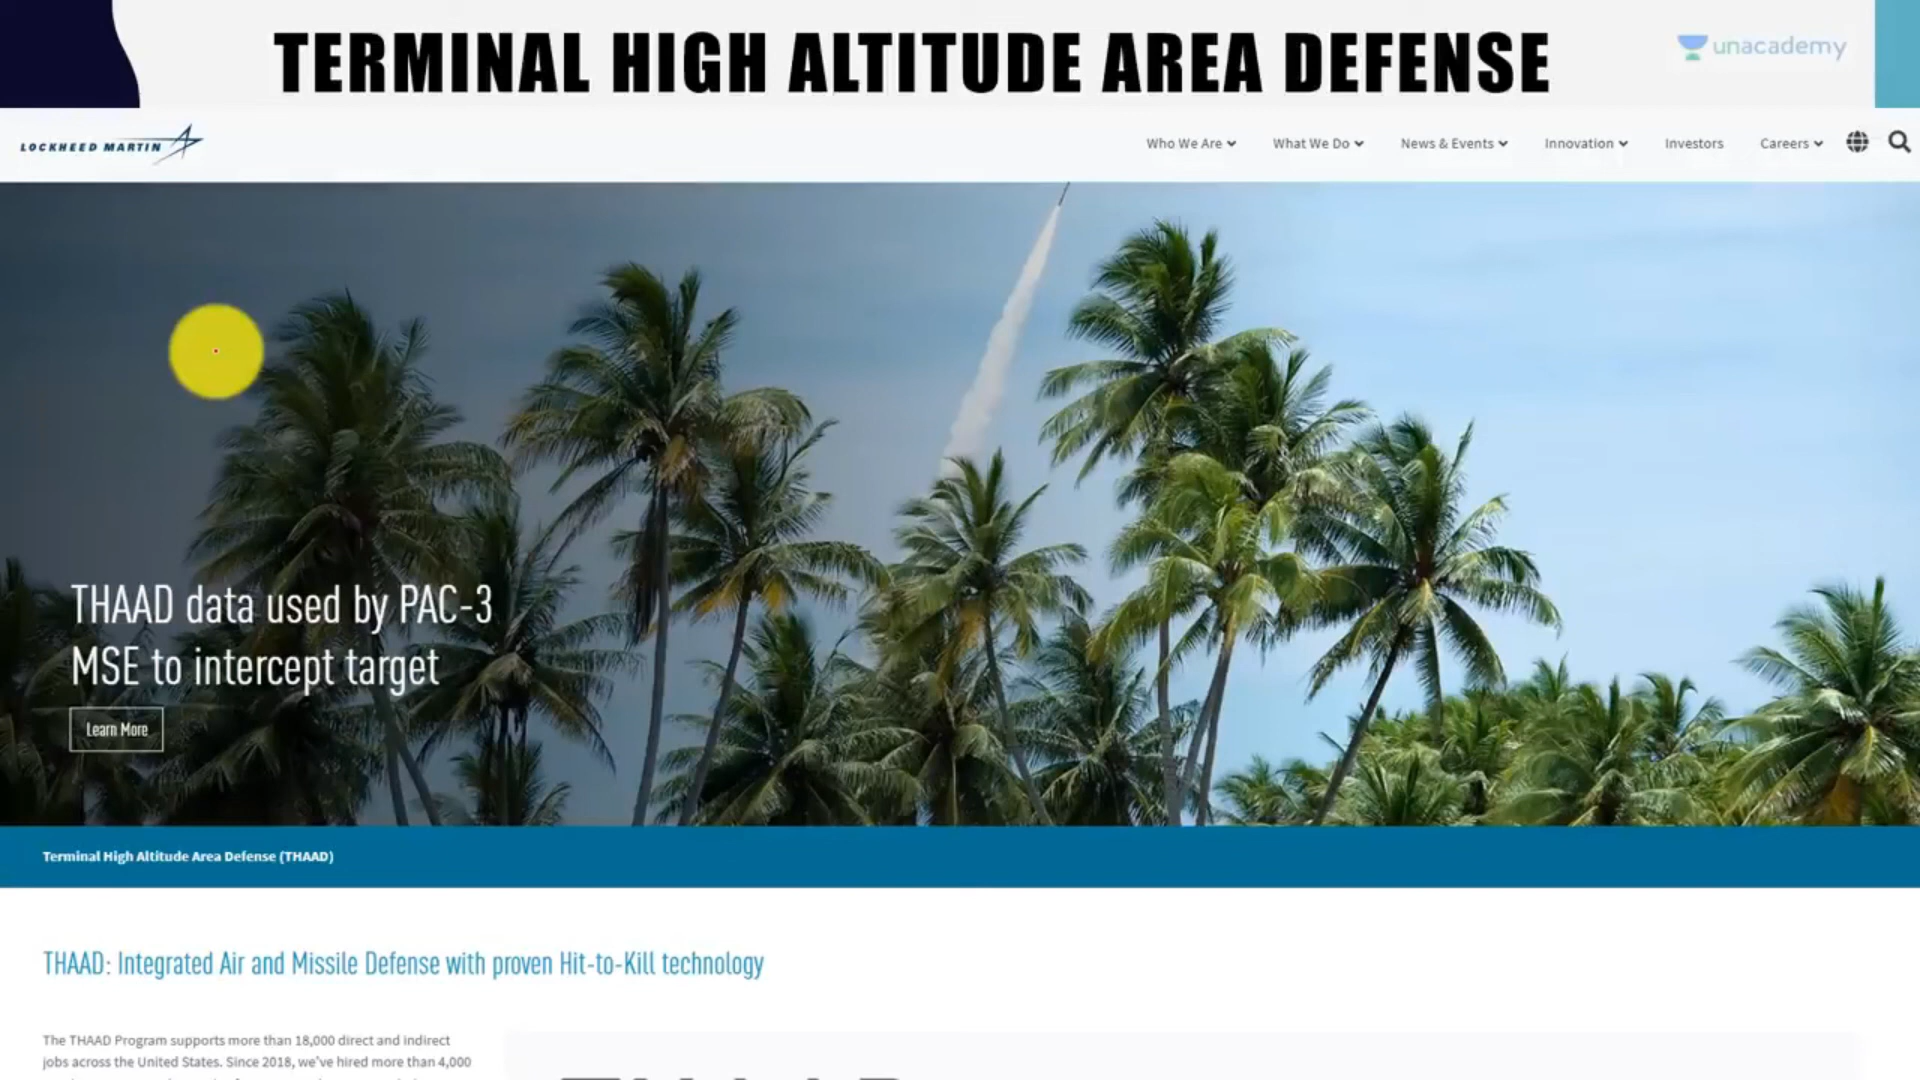 TERMINAL HIGH ALTITUDE AREA DEFENSE
unacademy
LOCKHEED MARTIN
Who We Are
What We Do
News & Events
Innovation
Investors
Careers
THAAD data used by PAC-3
MSE to intercept target
Learn More
Terminal High Altitude Area Defense (THAAD)
THAAD: Integrated Air and Missile Defense with proven Hit-to-Kill technology
The THAAD Program supports more than 18,000 direct and indirect
jobs across the United States. Since 2018, we've hired more than 4,000